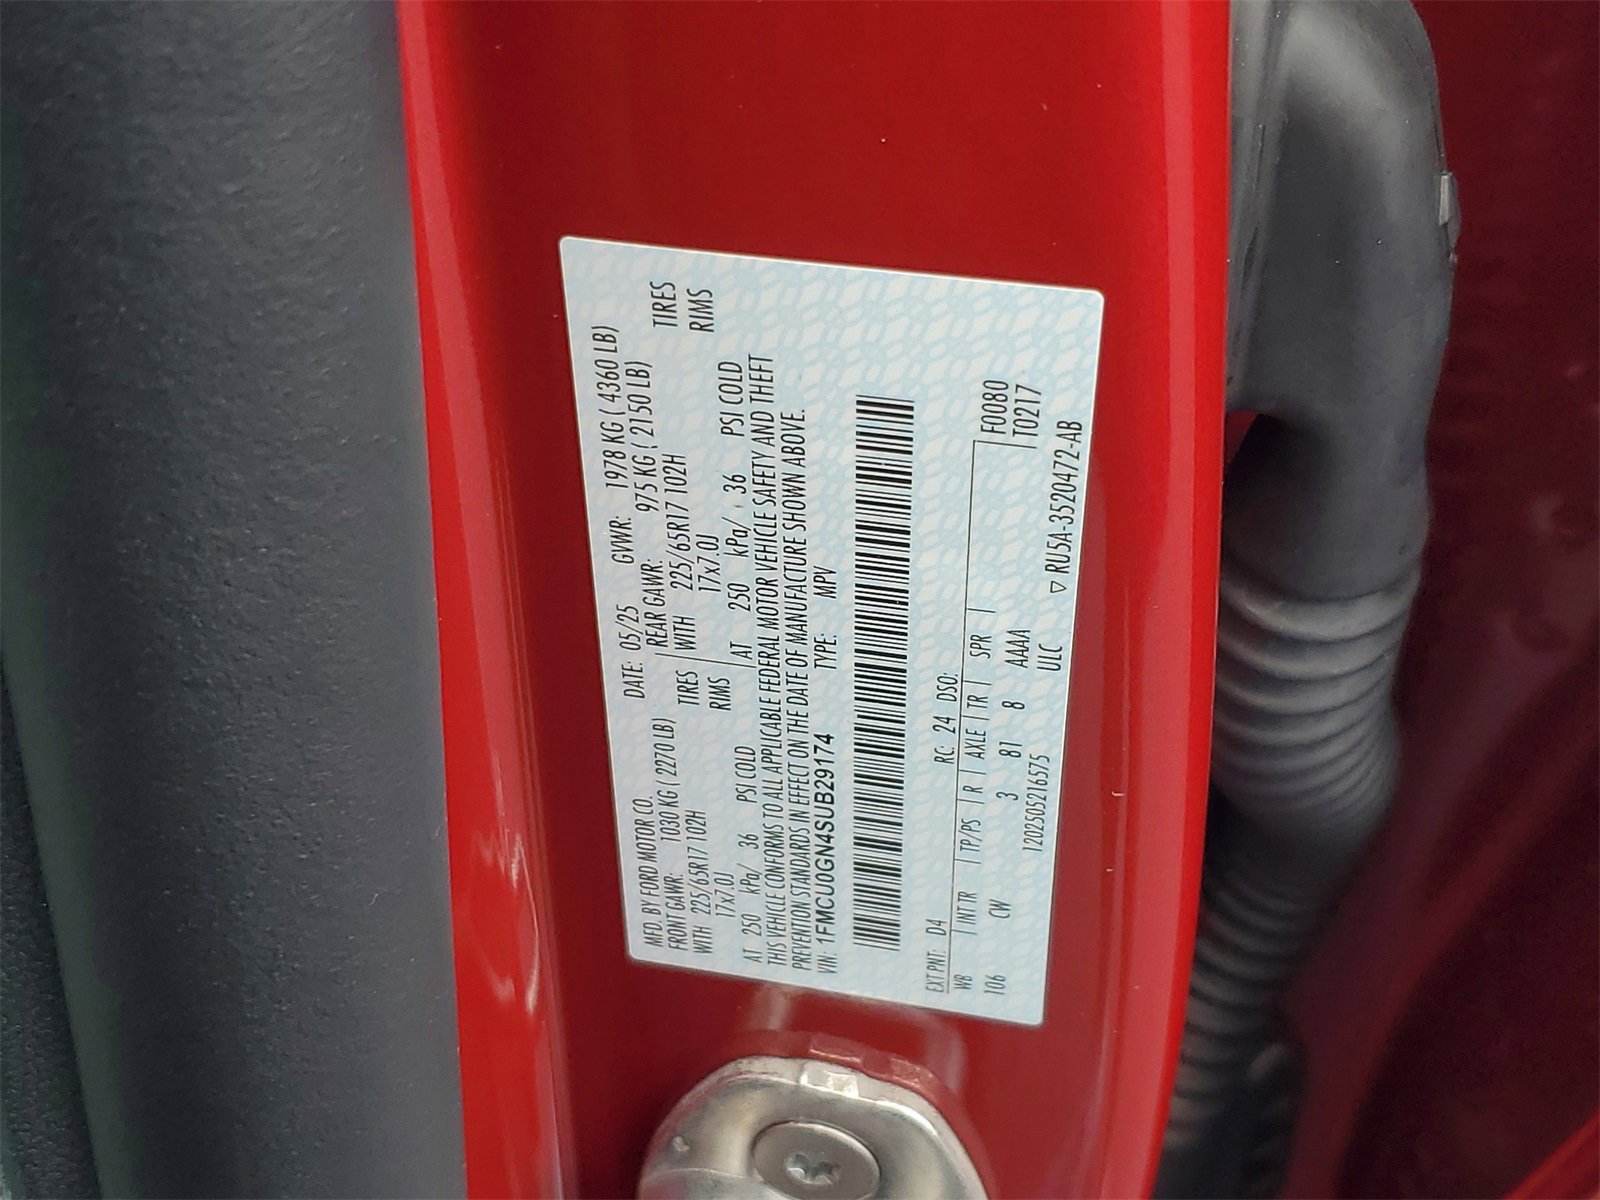 MFD. BY FORD MOTOR CO. DATE: 05/25 GVWR: 1978 KG ( 4360 LB)
FRONT GAWR: 1030 KG ( 2270 LB) REAR GAWR: 975 KG ( 2150 LB)
WITH 225/65R17 102H TIRES WITH 225/65R17 102H TIRES
17x7.0J RIMS 17x7.0J RIMS
AT 250 kPa/ 36 PSI COLD AT 250 kPa/ 36 PSI COLD
THIS VEHICLE CONFORMS TO ALL APPLICABLE FEDERAL MOTOR VEHICLE SAFETY AND THEFT
PREVENTION STANDARDS IN EFFECT ON THE DATE OF MANUFACTURE SHOWN ABOVE.
VIN: 1FMCU0GN4SUB29174 TYPE: MPV
EXT PNT: D4 RC: 24 DSO:
WB | INT TR | TP/PS | R | AXLE | TR | SPR | F0080
106 CW 3 81 8 AAAA T0217
1202505216575 ULC ▽ RU5A-3520472-AB